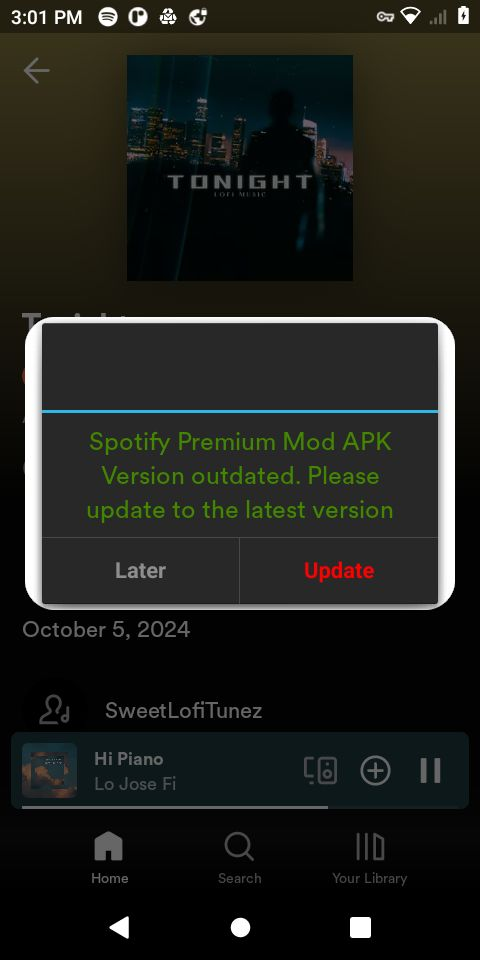 3:01 PM
TONIGHT
LOFI MUSIC
Spotify Premium Mod APK
Version outdated. Please
update to the latest version
Later
Update
October 5, 2024
SweetLofiTunez
Hi Piano
Lo Jose Fi
Home
Search
Your Library